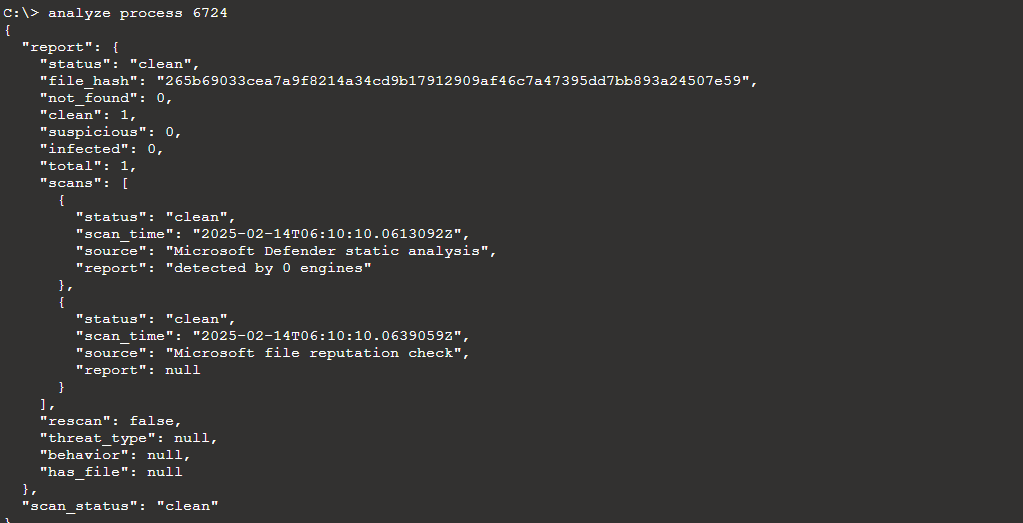 C:\> analyze process 6724
{
  "report": {
    "status": "clean",
    "file_hash": "265b69033cea7a9f8214a34cd9b17912909af46c7a47395dd7bb893a24507e59",
    "not_found": 0,
    "clean": 1,
    "suspicious": 0,
    "infected": 0,
    "total": 1,
    "scans": [
      {
        "status": "clean",
        "scan_time": "2025-02-14T06:10:10.0613092Z",
        "source": "Microsoft Defender static analysis",
        "report": "detected by 0 engines"
      },
      {
        "status": "clean",
        "scan_time": "2025-02-14T06:10:10.0639059Z",
        "source": "Microsoft file reputation check",
        "report": null
      }
    ],
    "rescan": false,
    "threat_type": null,
    "behavior": null,
    "has_file": null
  },
  "scan_status": "clean"
}